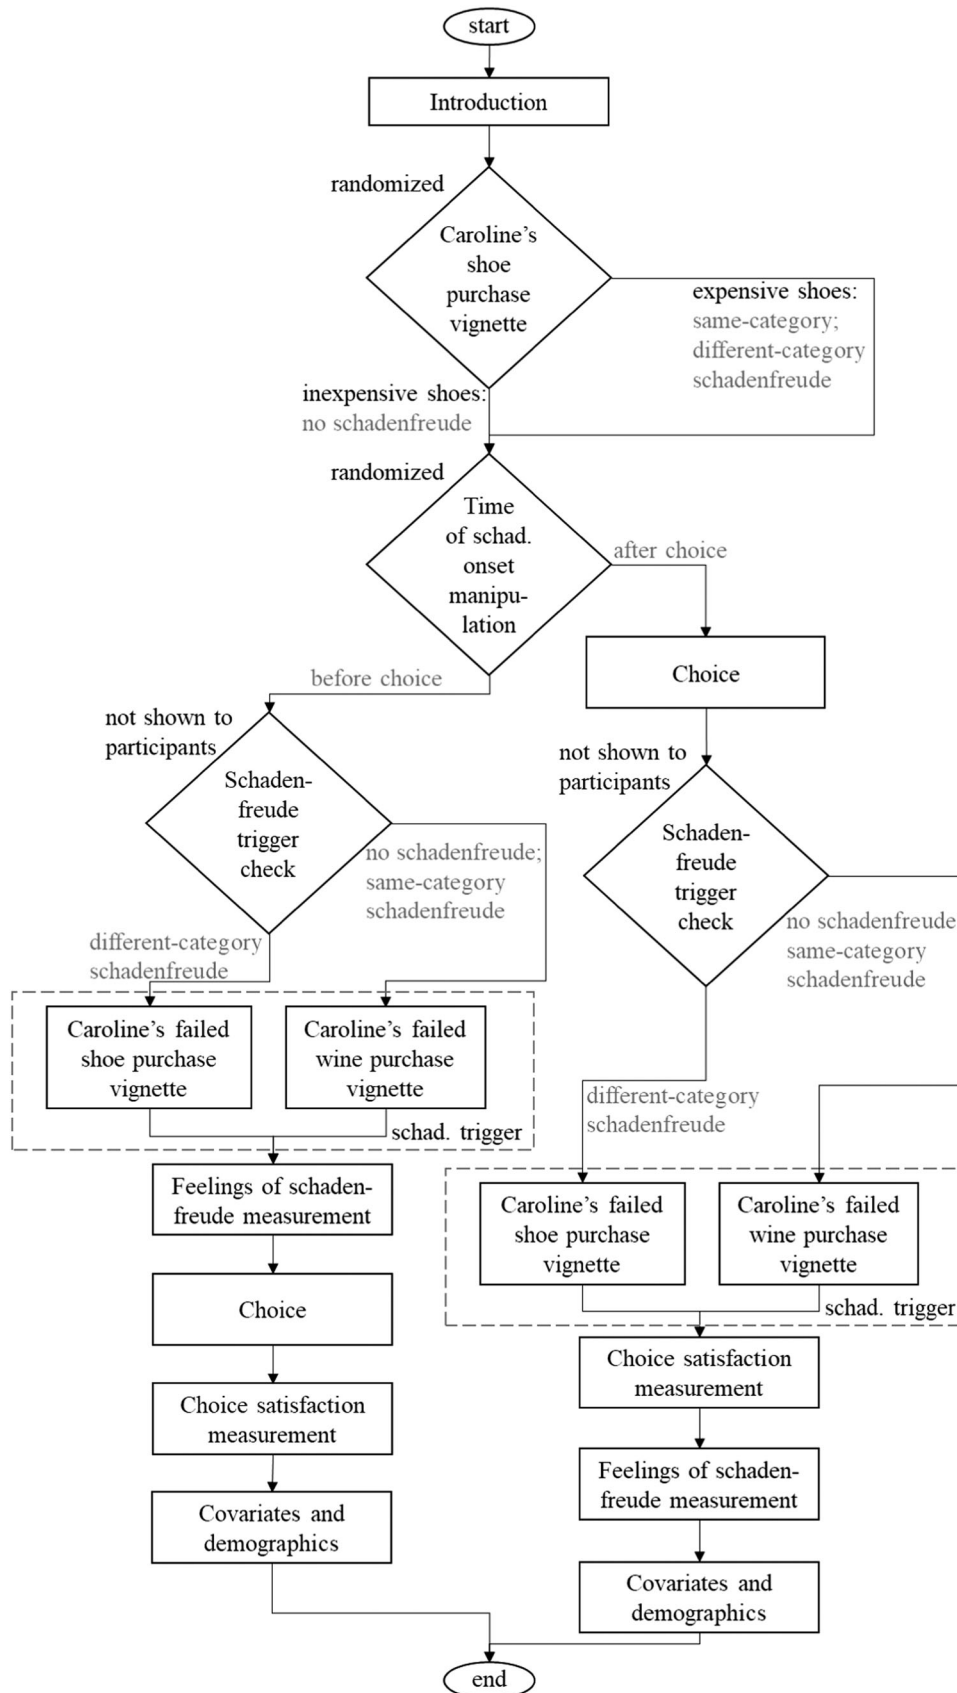 start
Introduction
randomized
Caroline's
shoe
purchase
vignette
expensive shoes:
same-category;
different-category
schadenfreude
inexpensive shoes:
no schadenfreude
randomized
Time
of schad.
onset
manipu-
lation
after choice
before choice
Choice
not shown to
participants
Schaden-
freude
trigger
check
no schadenfreude;
same-category
schadenfreude
different-category
schadenfreude
not shown to
participants
Schaden-
freude
trigger
check
no schadenfreude
same-category
schadenfreude
different-category
schadenfreude
Caroline's failed
shoe purchase
vignette
Caroline's failed
wine purchase
vignette
schad. trigger
Feelings of schaden-
freude measurement
Choice
Choice satisfaction
measurement
Covariates and
demographics
Caroline's failed
shoe purchase
vignette
Caroline's failed
wine purchase
vignette
schad. trigger
Choice satisfaction
measurement
Feelings of schaden-
freude measurement
Covariates and
demographics
end